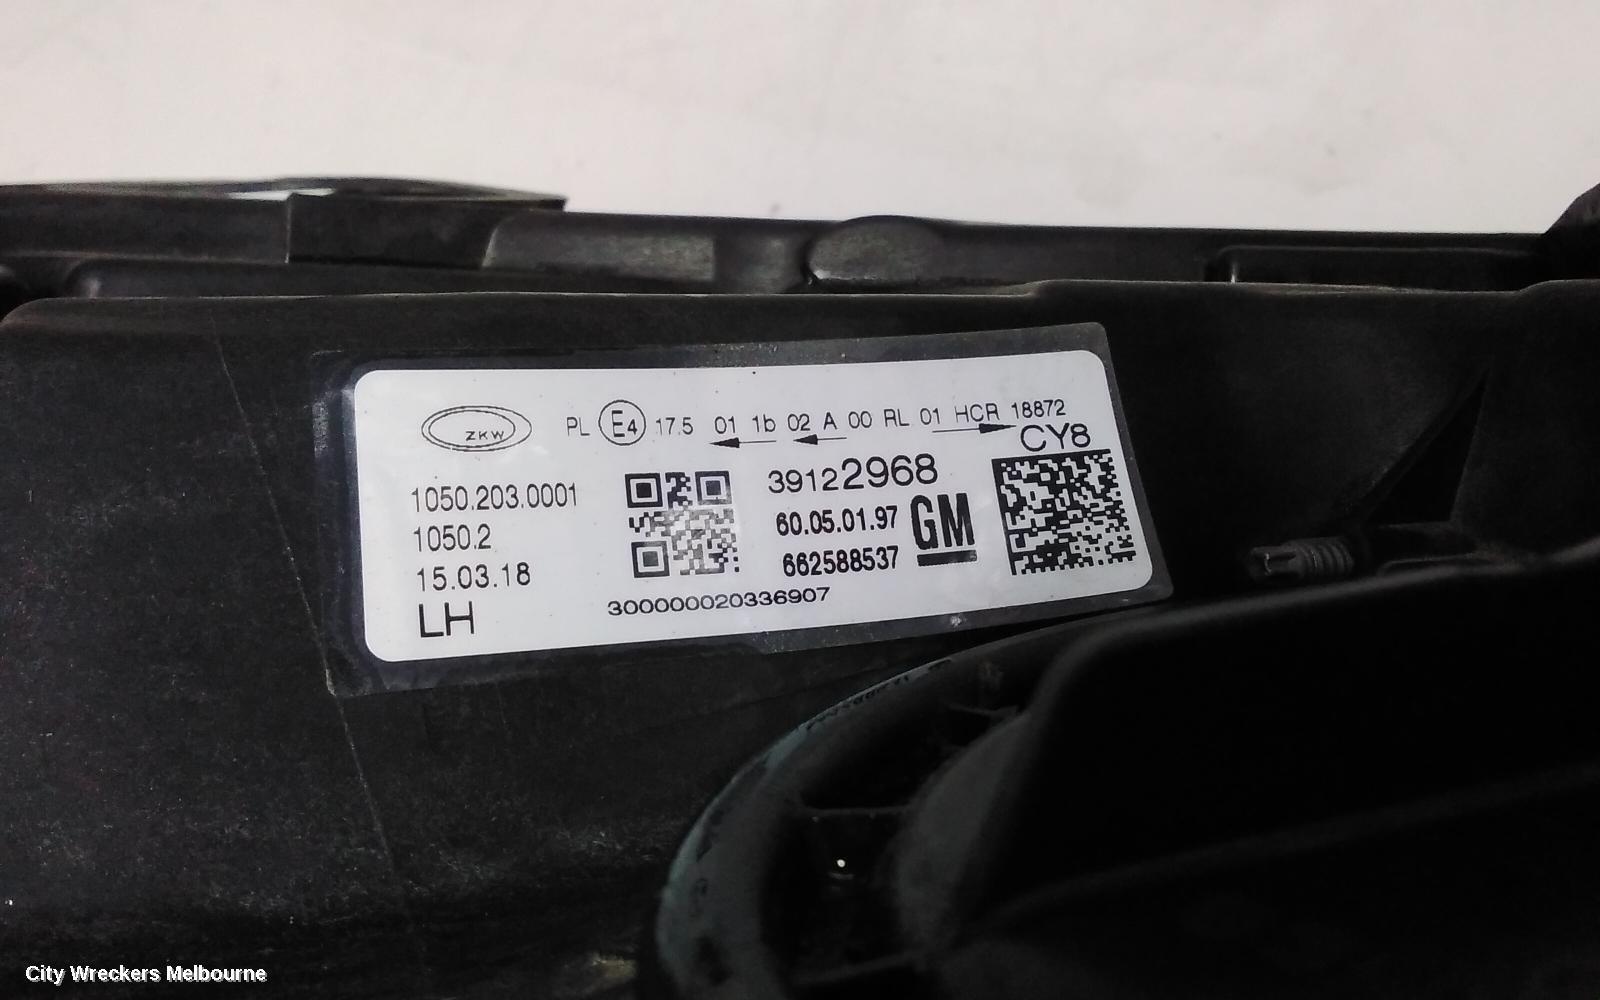 ZKW
PL E4 17.5 01 1b 02 A 00 RL 01 HCR 18872
CY8
1050.203.0001
1050.2
15.03.18
LH
39122968
60.05.01.97
662588537
GM
300000020336907
City Wreckers Melbourne